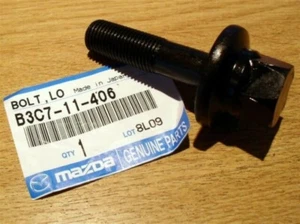 BOLT,LO Made in Japan
B3C7-11-406
QTY 1 LOT 8L09
mazda GENUINE PARTS